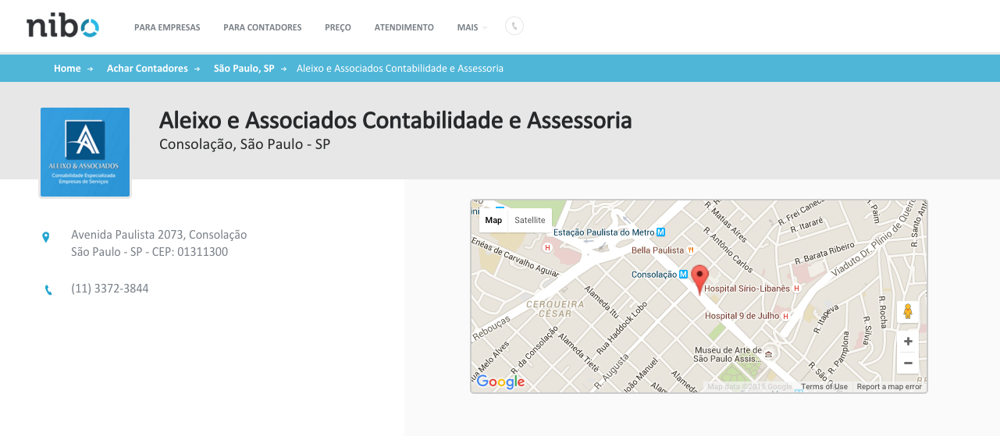 nibo
PARA EMPRESAS PARA CONTADORES PREÇO ATENDIMENTO MAIS
Home Achar Contadores São Paulo, SP Aleixo e Associados Contabilidade e Assessoria
Aleixo e Associados Contabilidade e Assessoria
Consolação, São Paulo - SP
ALEIXO & ASSOCIADOS
Contabilidade Especializada
Empresas de Serviços
Avenida Paulista 2073, Consolação
São Paulo - SP - CEP: 01311300
(11) 3372-3844
Map Satellite
Estação Paulista do Metro M
Bella Paulista
Consolação M
Hospital Sírio-Libanês H
Hospital 9 de Julho H
Museu de Arte de
São Paulo Assis...
CERQUEIRA
CÉSAR
Enéas de Carvalho Aguiar
H
R. Matias Aires
R. Antônio Carlos
R. Frei Caneca
R. Itararé
R. Barata Ribeiro
Viaduto Dr. Plínio de Queiro
R. Santo Antô
R. Paim
Alameda Itu
Rua Haddock Lobo
Rebouças
R. Melo Alves
R. da Consolação
Alameda Tietê
R. Augusta
João Manuel
R. Itapeva
R. Pamplona
R. Sílvia
R. Rocha
R. São
+
−
Google
Map data ©2015 Google Terms of Use Report a map error